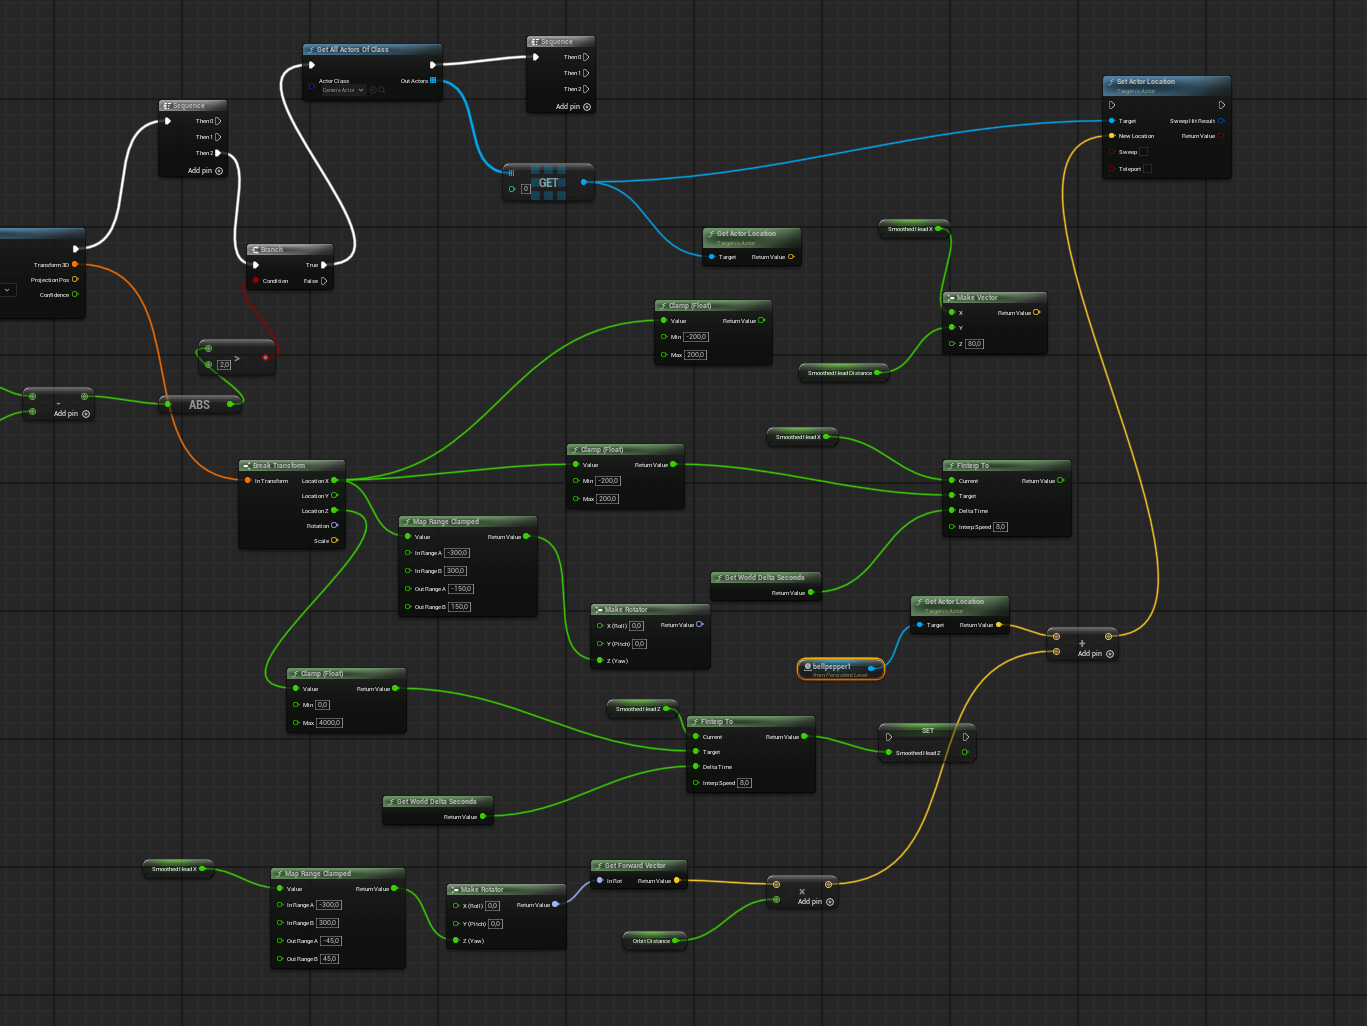 Get All Actors Of Class
Actor Class
Out Actors
Camera Actor
Sequence
Then 0
Then 1
Then 2
Add pin
Set Actor Location
Target is Actor
Target
Sweep Hit Result
New Location
Return Value
Sweep
Teleport
Sequence
Then 0
Then 1
Then 2
Add pin
GET
0
Get Actor Location
Target is Actor
Target
Return Value
Smoothed Head X
Transform 3D
Projection Pos
Confidence
Branch
True
Condition
False
Clamp (Float)
Value
Return Value
Min -200,0
Max 200,0
Make Vector
X
Return Value
Y
Z 80,0
Smoothed Head Distance
>
2,0
-
Add pin
ABS
Smoothed Head X
Break Transform
In Transform
Location X
Location Y
Location Z
Rotation
Scale
Clamp (Float)
Value
Return Value
Min -200,0
Max 200,0
FInterp To
Current
Return Value
Target
Delta Time
Interp Speed 8,0
Map Range Clamped
Value
Return Value
In Range A -300,0
In Range B 300,0
Out Range A -150,0
Out Range B 150,0
Get World Delta Seconds
Return Value
Make Rotator
X (Roll) 0,0
Return Value
Y (Pitch) 0,0
Z (Yaw)
Get Actor Location
Target is Actor
Target
Return Value
+
Add pin
bellpepper1
from Persistent Level
Clamp (Float)
Value
Return Value
Min 0,0
Max 4000,0
Smoothed Head Z
FInterp To
Current
Return Value
Target
Delta Time
Interp Speed 8,0
SET
Smoothed Head Z
Get World Delta Seconds
Return Value
Smoothed Head X
Map Range Clamped
Value
Return Value
In Range A -300,0
In Range B 300,0
Out Range A -45,0
Out Range B 45,0
Make Rotator
X (Roll) 0,0
Return Value
Y (Pitch) 0,0
Z (Yaw)
Get Forward Vector
In Rot
Return Value
×
Add pin
Orbit Distance